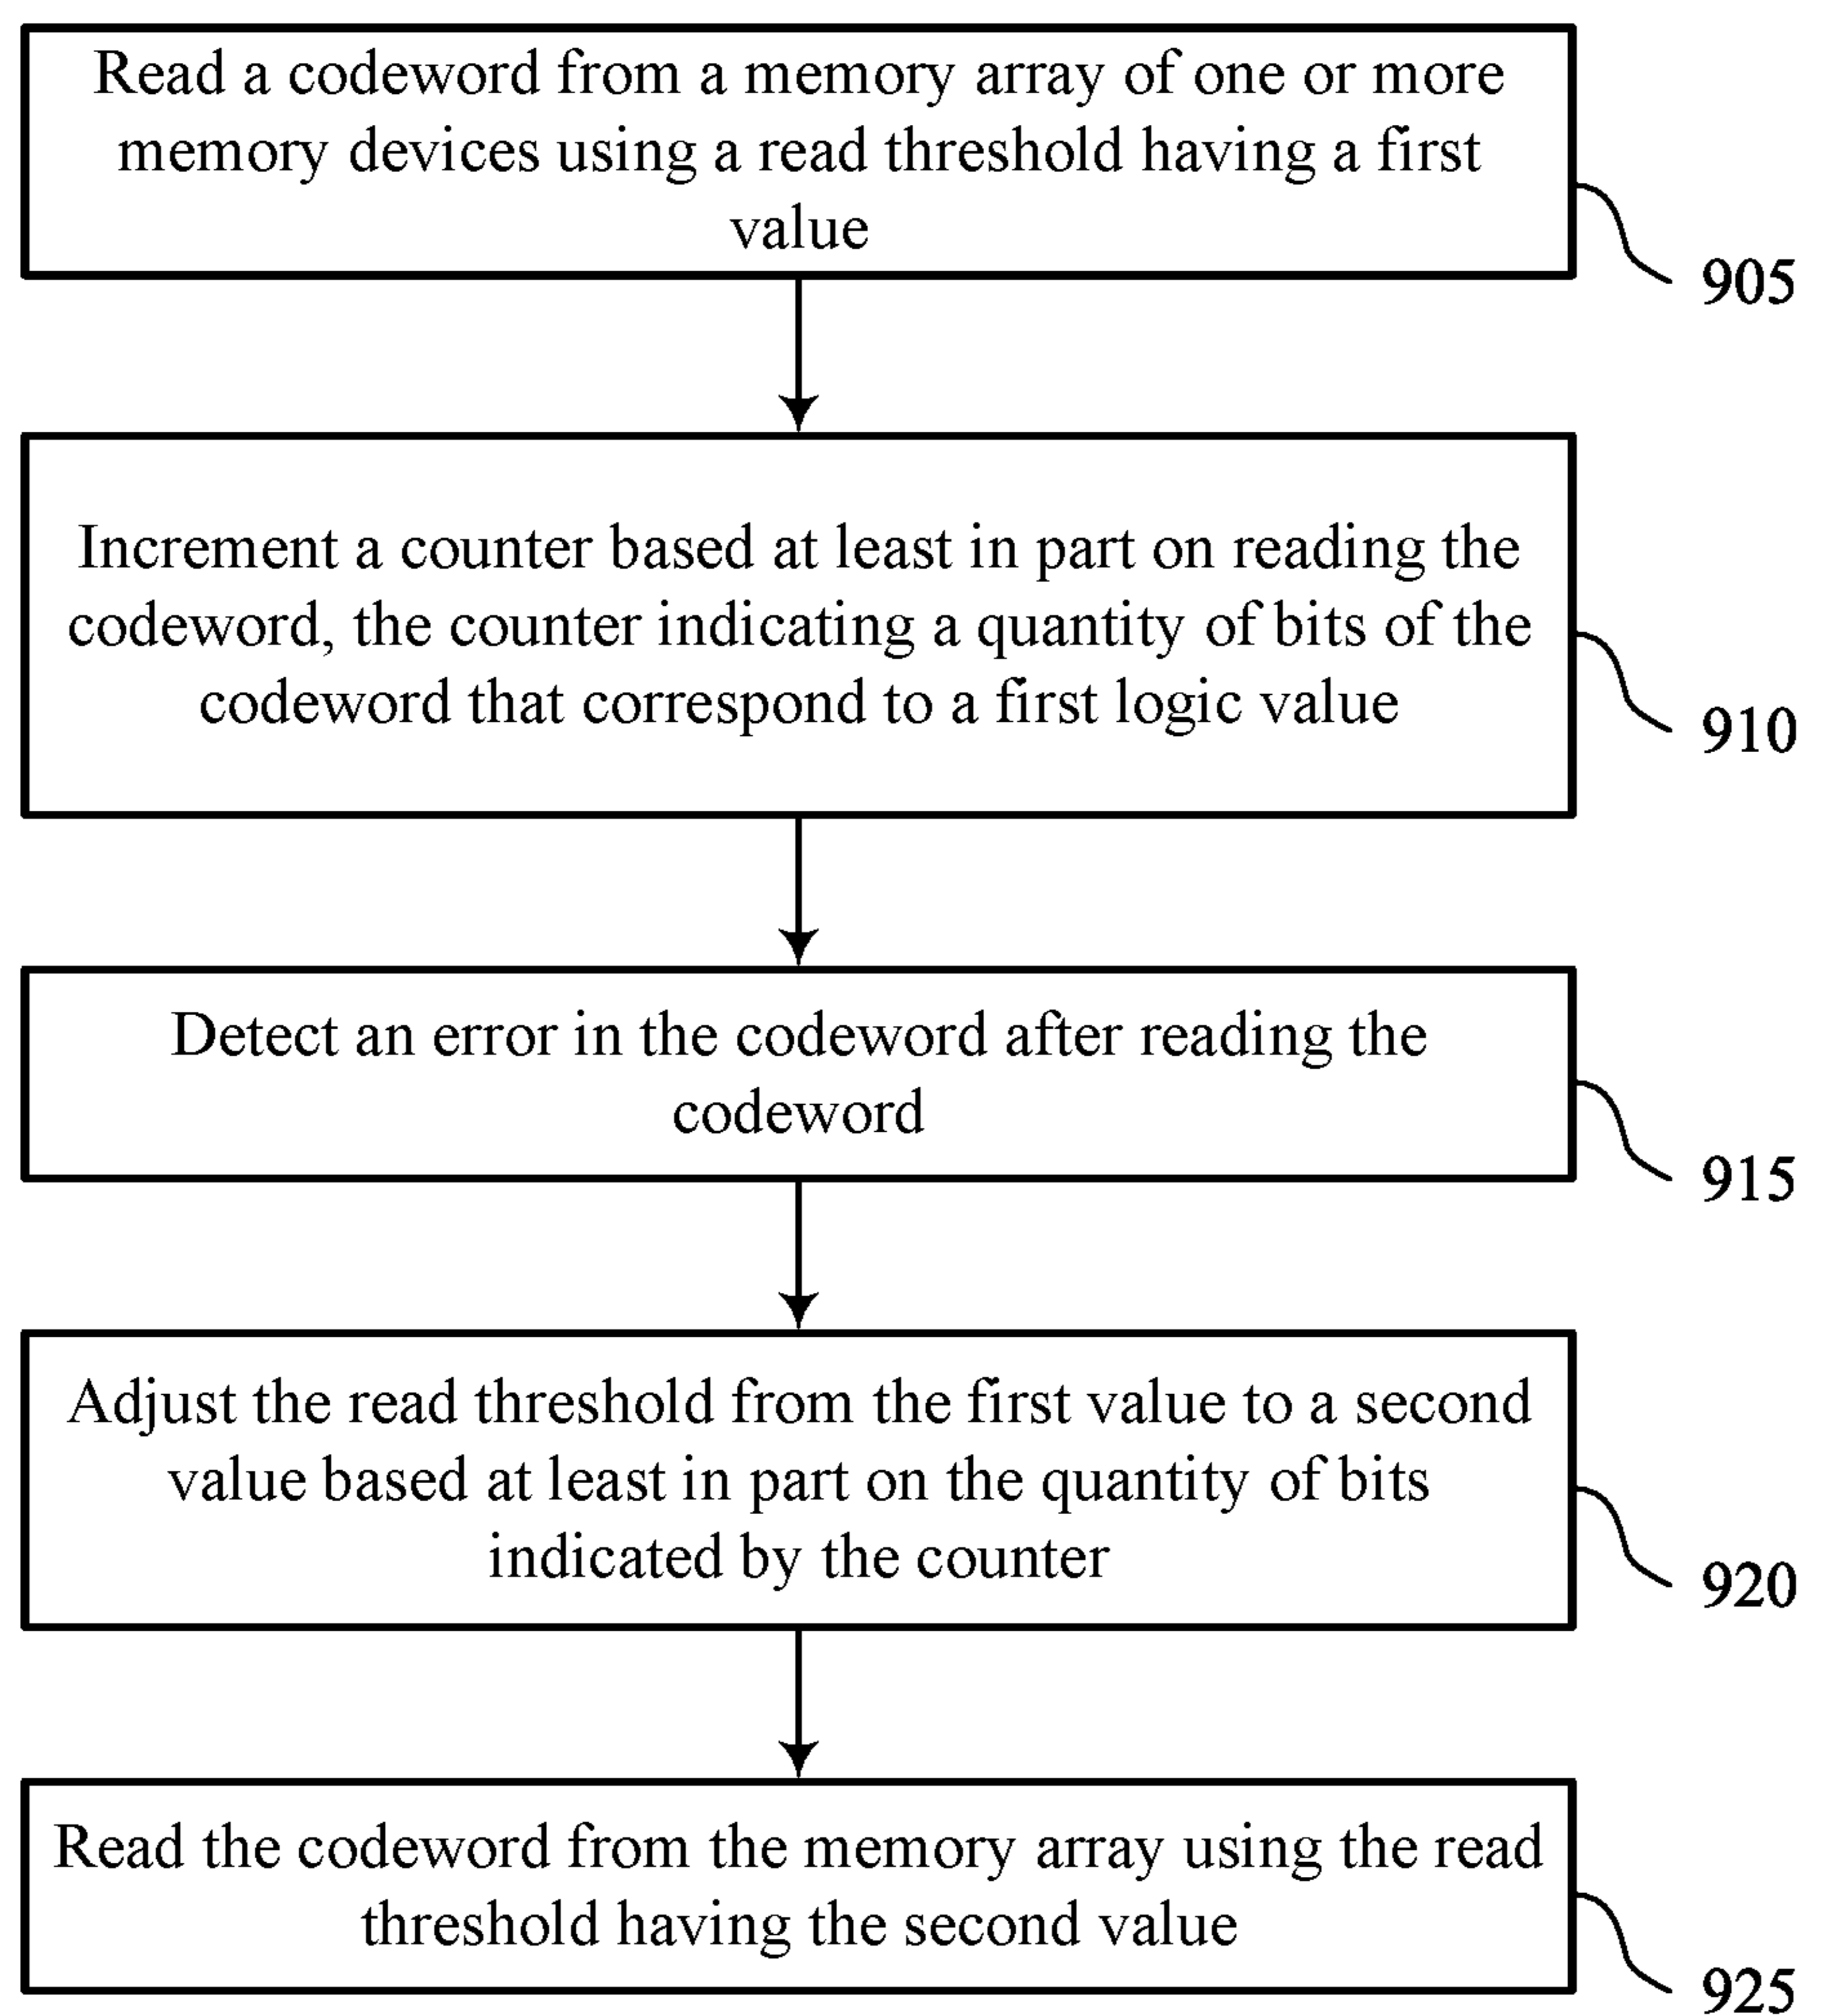 Read a codeword from a memory array of one or more
memory devices using a read threshold having a first
value
905
Increment a counter based at least in part on reading the
codeword, the counter indicating a quantity of bits of the
codeword that correspond to a first logic value
910
Detect an error in the codeword after reading the
codeword
915
Adjust the read threshold from the first value to a second
value based at least in part on the quantity of bits
indicated by the counter
920
Read the codeword from the memory array using the read
threshold having the second value
925